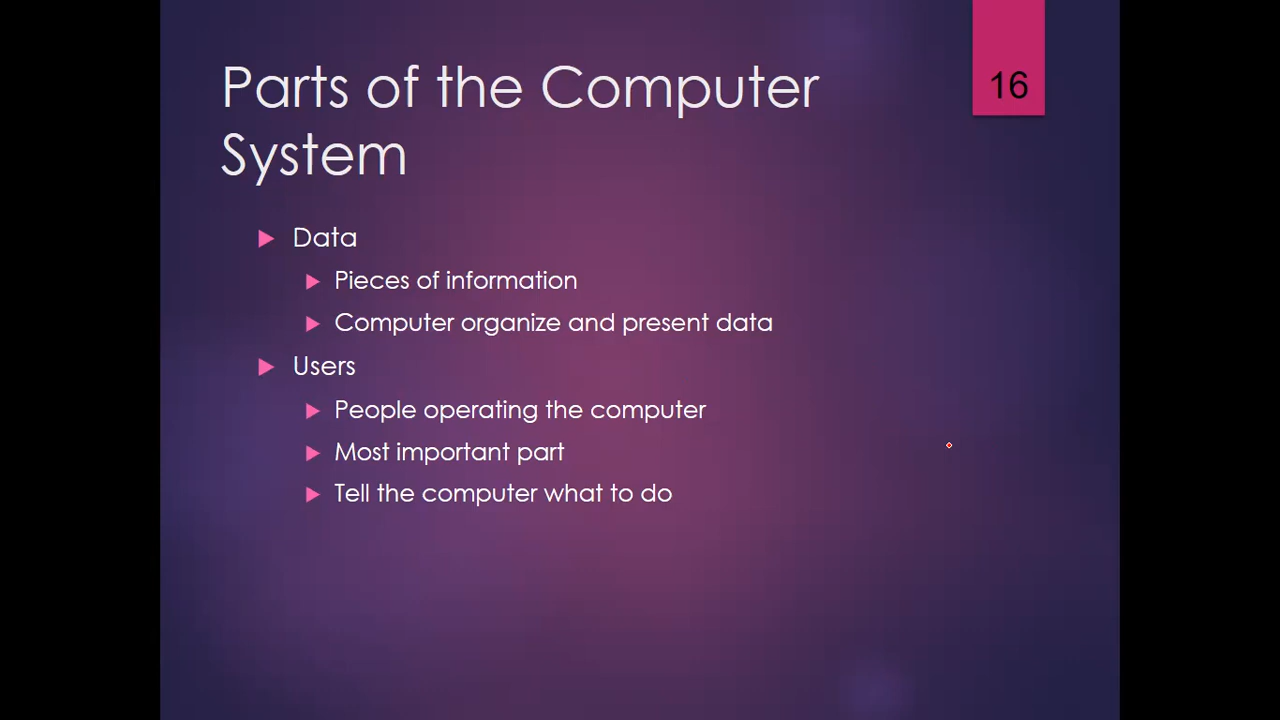 Parts of the Computer
System
16
Data
Pieces of information
Computer organize and present data
Users
People operating the computer
Most important part
Tell the computer what to do